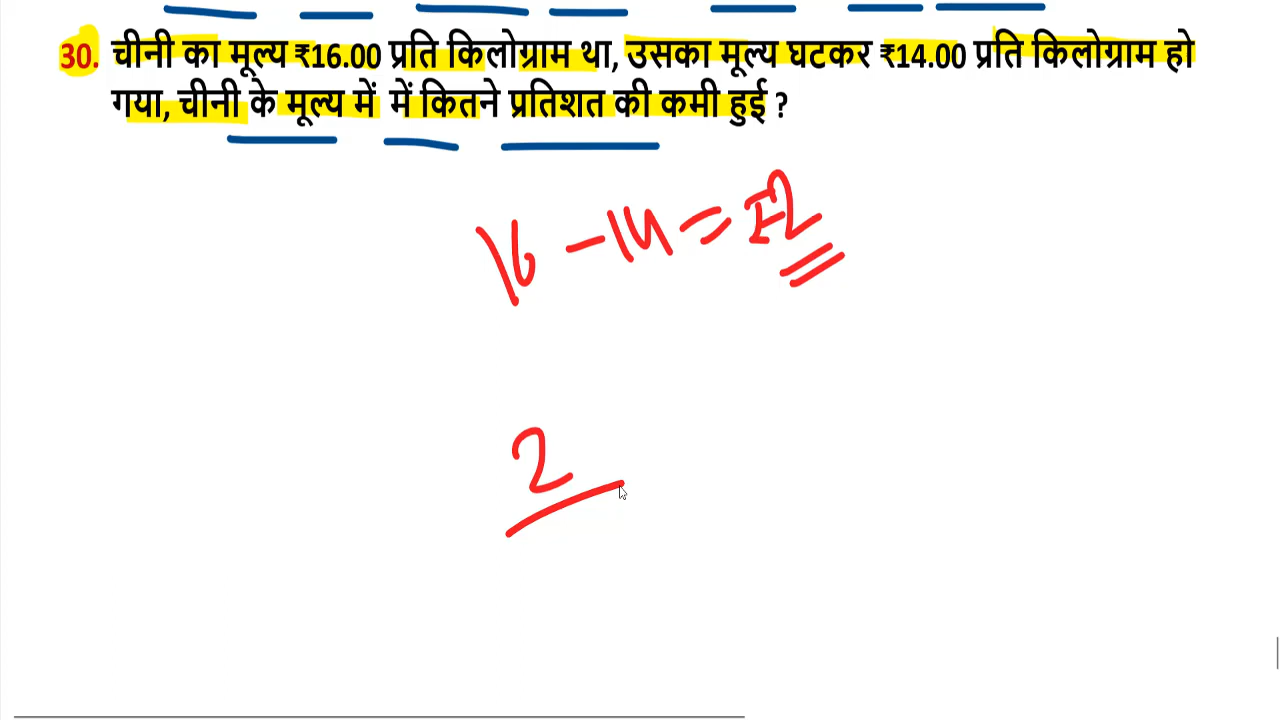 30. चीनी का मूल्य ₹16.00 प्रति किलोग्राम था, उसका मूल्य घटकर ₹14.00 प्रति किलोग्राम हो
गया, चीनी के मूल्य में में कितने प्रतिशत की कमी हुई ?
16 - 14 = ₹2
2